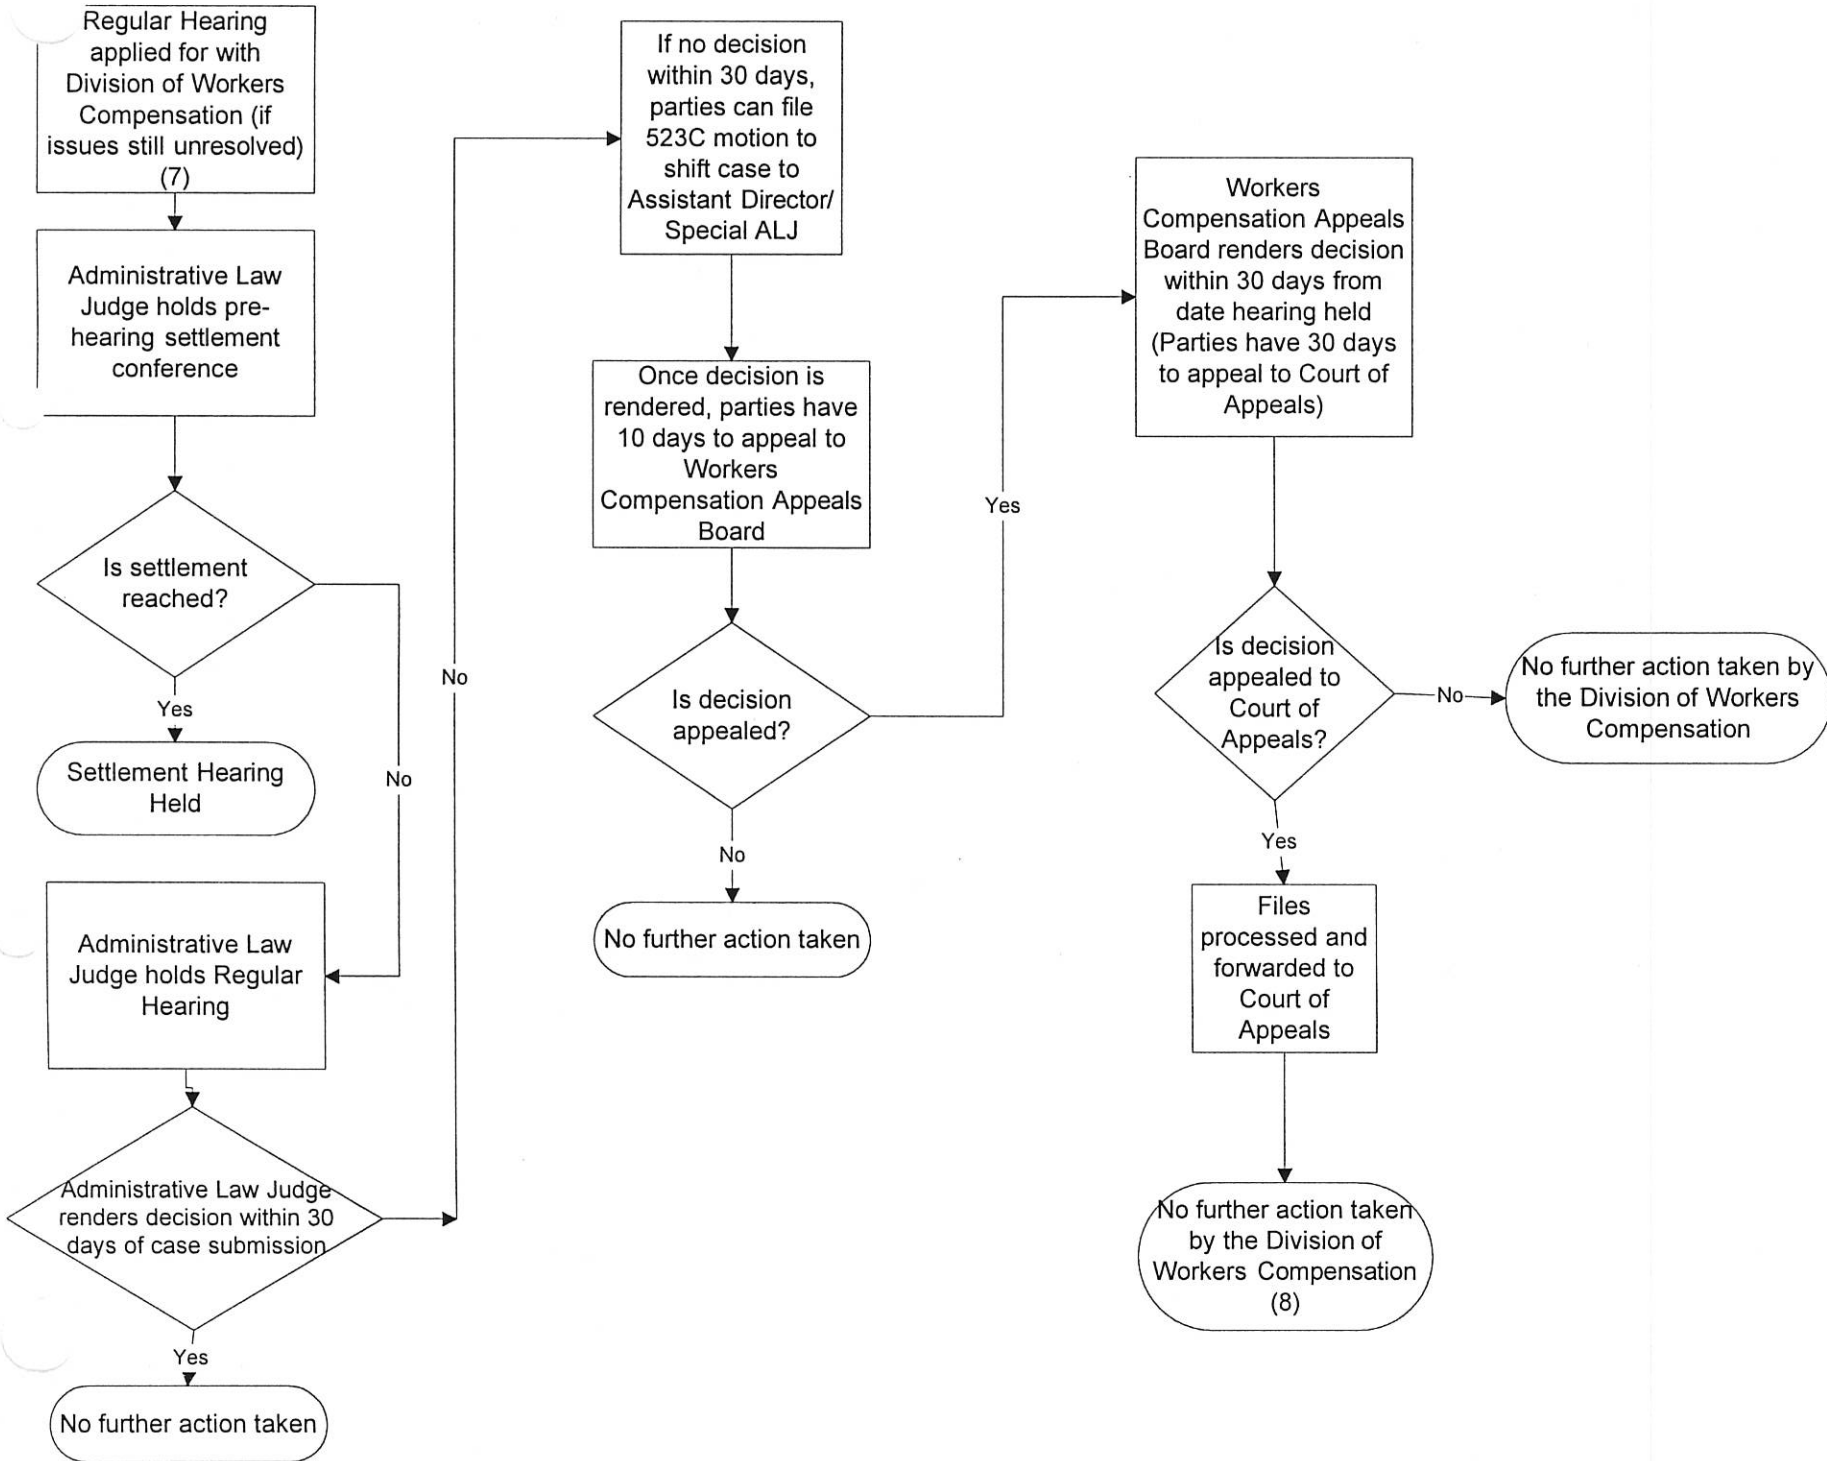 Regular Hearing
applied for with
Division of Workers
Compensation (if
issues still unresolved)
(7)
Administrative Law
Judge holds pre-
hearing settlement
conference
Is settlement
reached?
Yes
No
Settlement Hearing
Held
Administrative Law
Judge holds Regular
Hearing
Administrative Law Judge
renders decision within 30
days of case submission
Yes
No further action taken
No
If no decision
within 30 days,
parties can file
523C motion to
shift case to
Assistant Director/
Special ALJ
Once decision is
rendered, parties have
10 days to appeal to
Workers
Compensation Appeals
Board
Is decision
appealed?
No
No further action taken
Yes
Workers
Compensation Appeals
Board renders decision
within 30 days from
date hearing held
(Parties have 30 days
to appeal to Court of
Appeals)
Is decision
appealed to
Court of
Appeals?
No
No further action taken by
the Division of Workers
Compensation
Yes
Files
processed and
forwarded to
Court of
Appeals
No further action taken
by the Division of
Workers Compensation
(8)